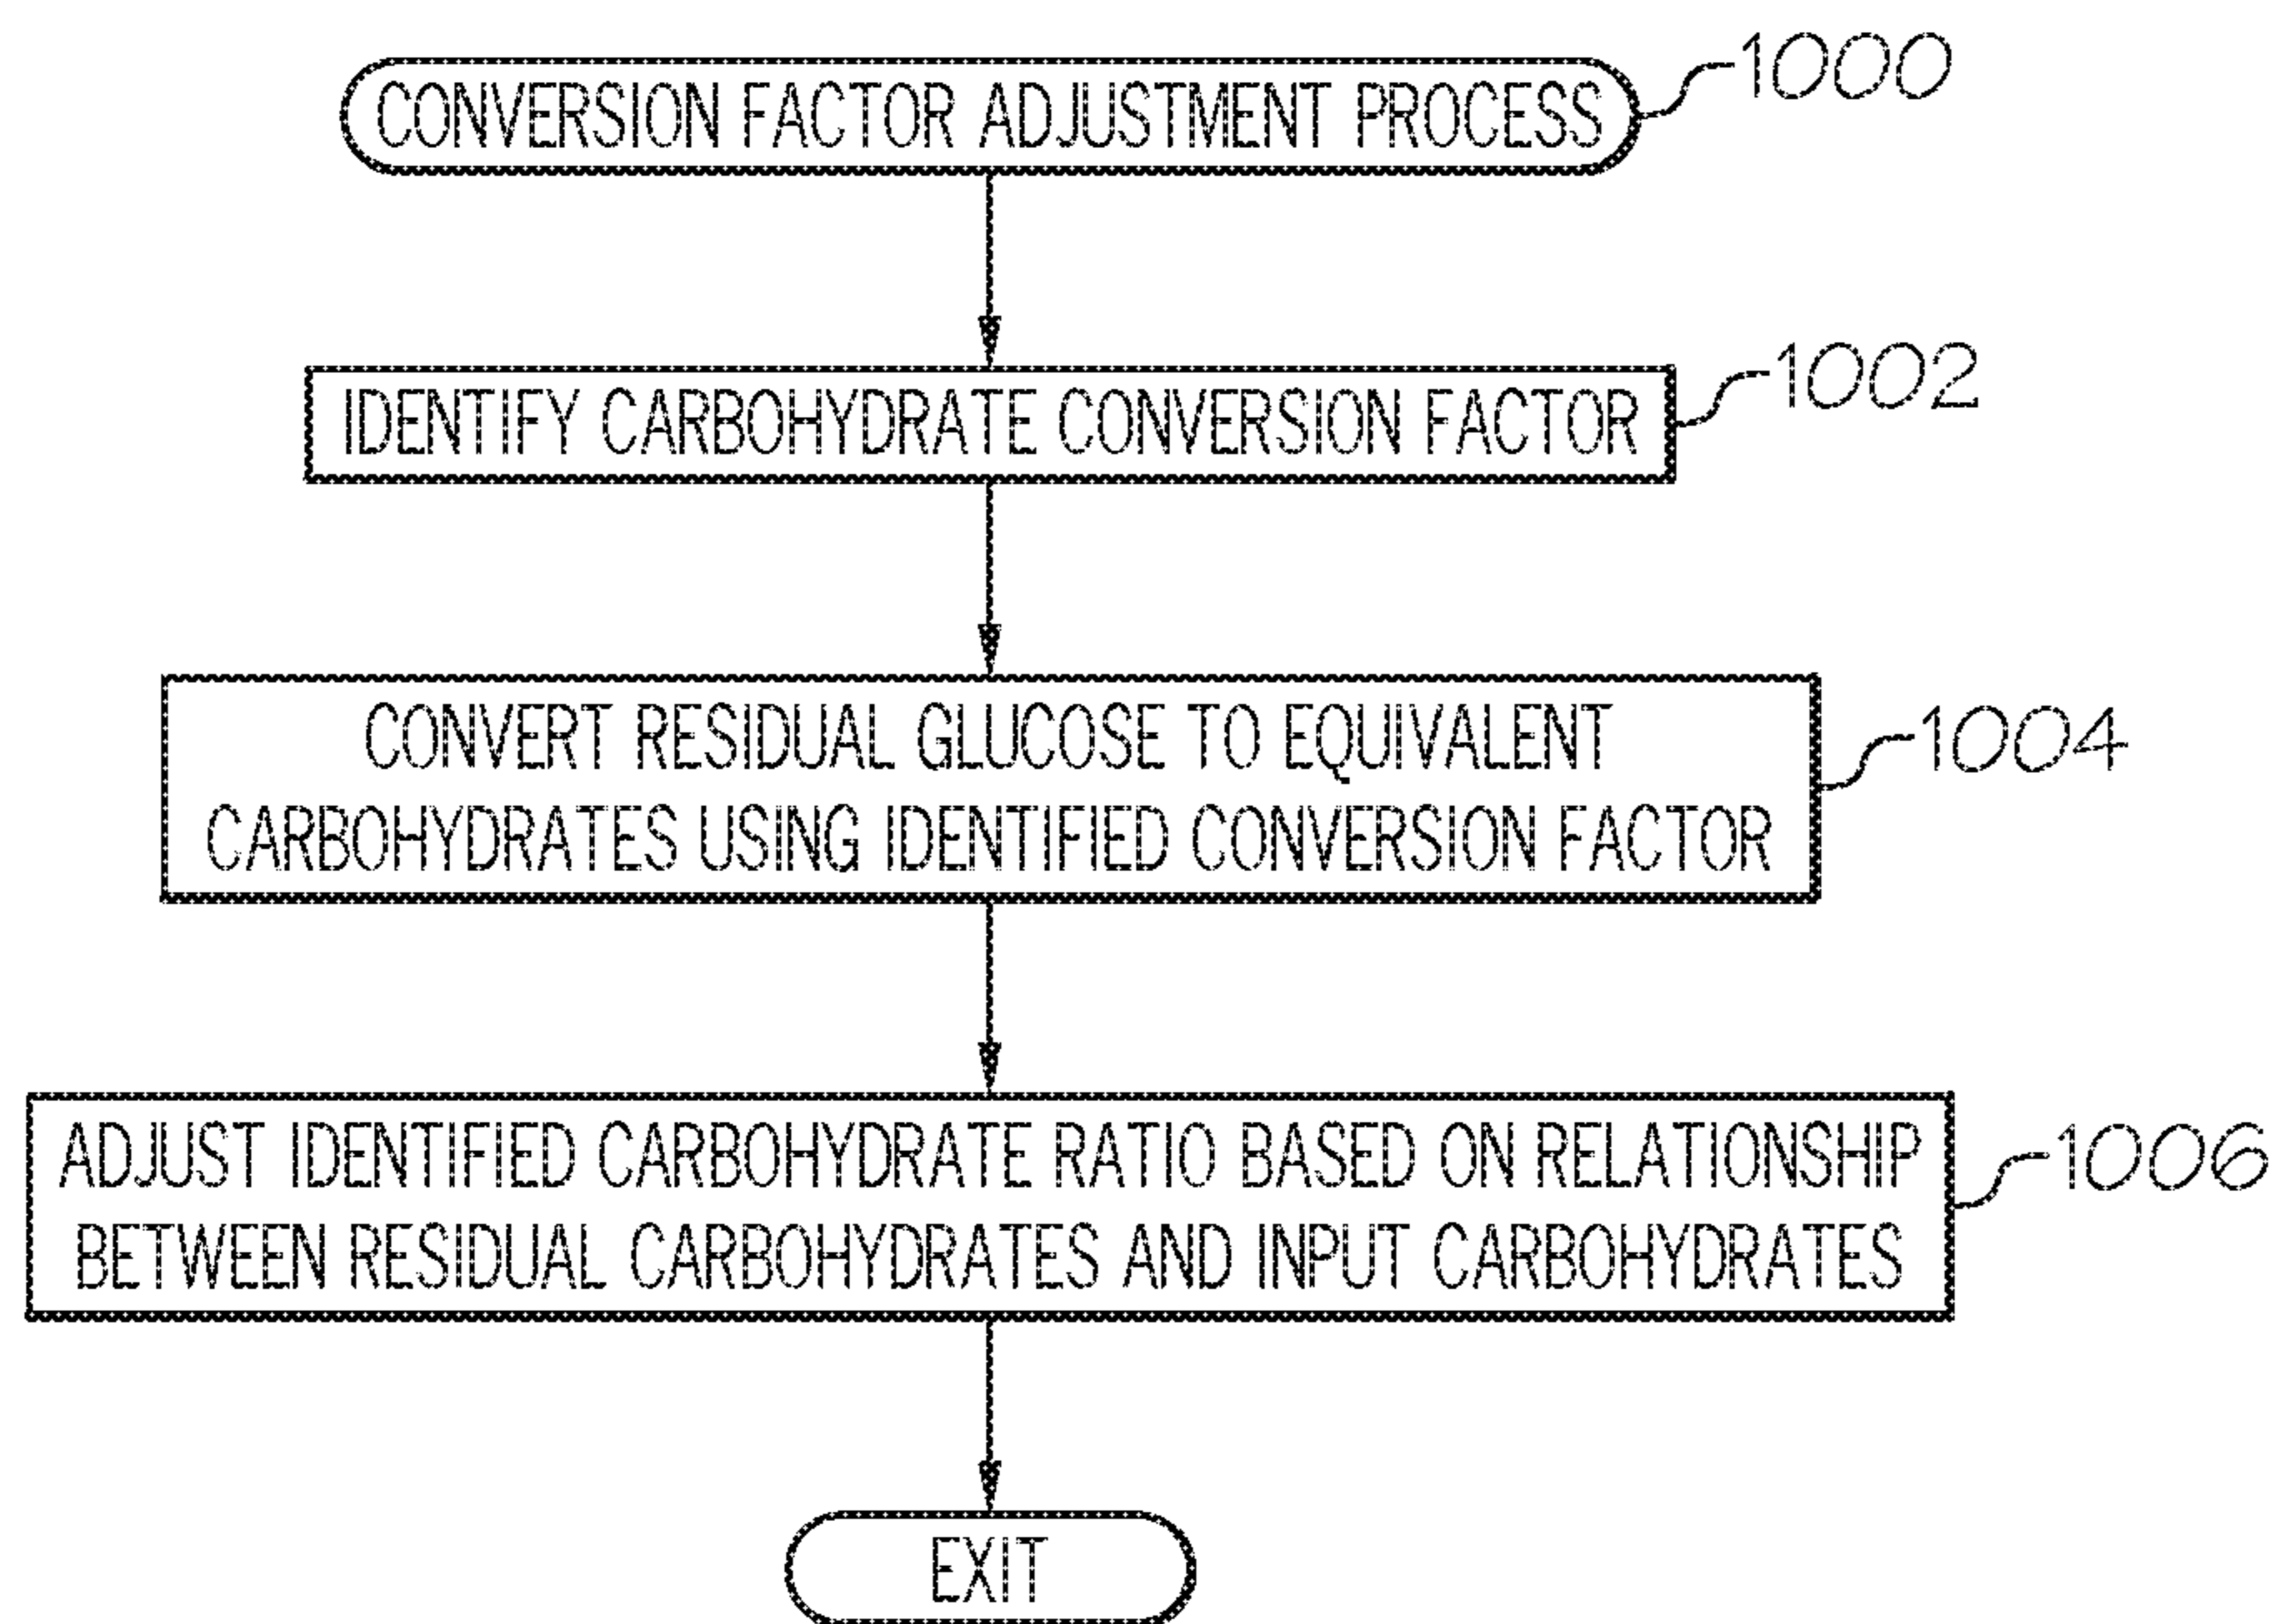 CONVERSION FACTOR ADJUSTMENT PROCESS
1000
IDENTIFY CARBOHYDRATE CONVERSION FACTOR
1002
CONVERT RESIDUAL GLUCOSE TO EQUIVALENT
CARBOHYDRATES USING IDENTIFIED CONVERSION FACTOR
1004
ADJUST IDENTIFIED CARBOHYDRATE RATIO BASED ON RELATIONSHIP
BETWEEN RESIDUAL CARBOHYDRATES AND INPUT CARBOHYDRATES
1006
EXIT